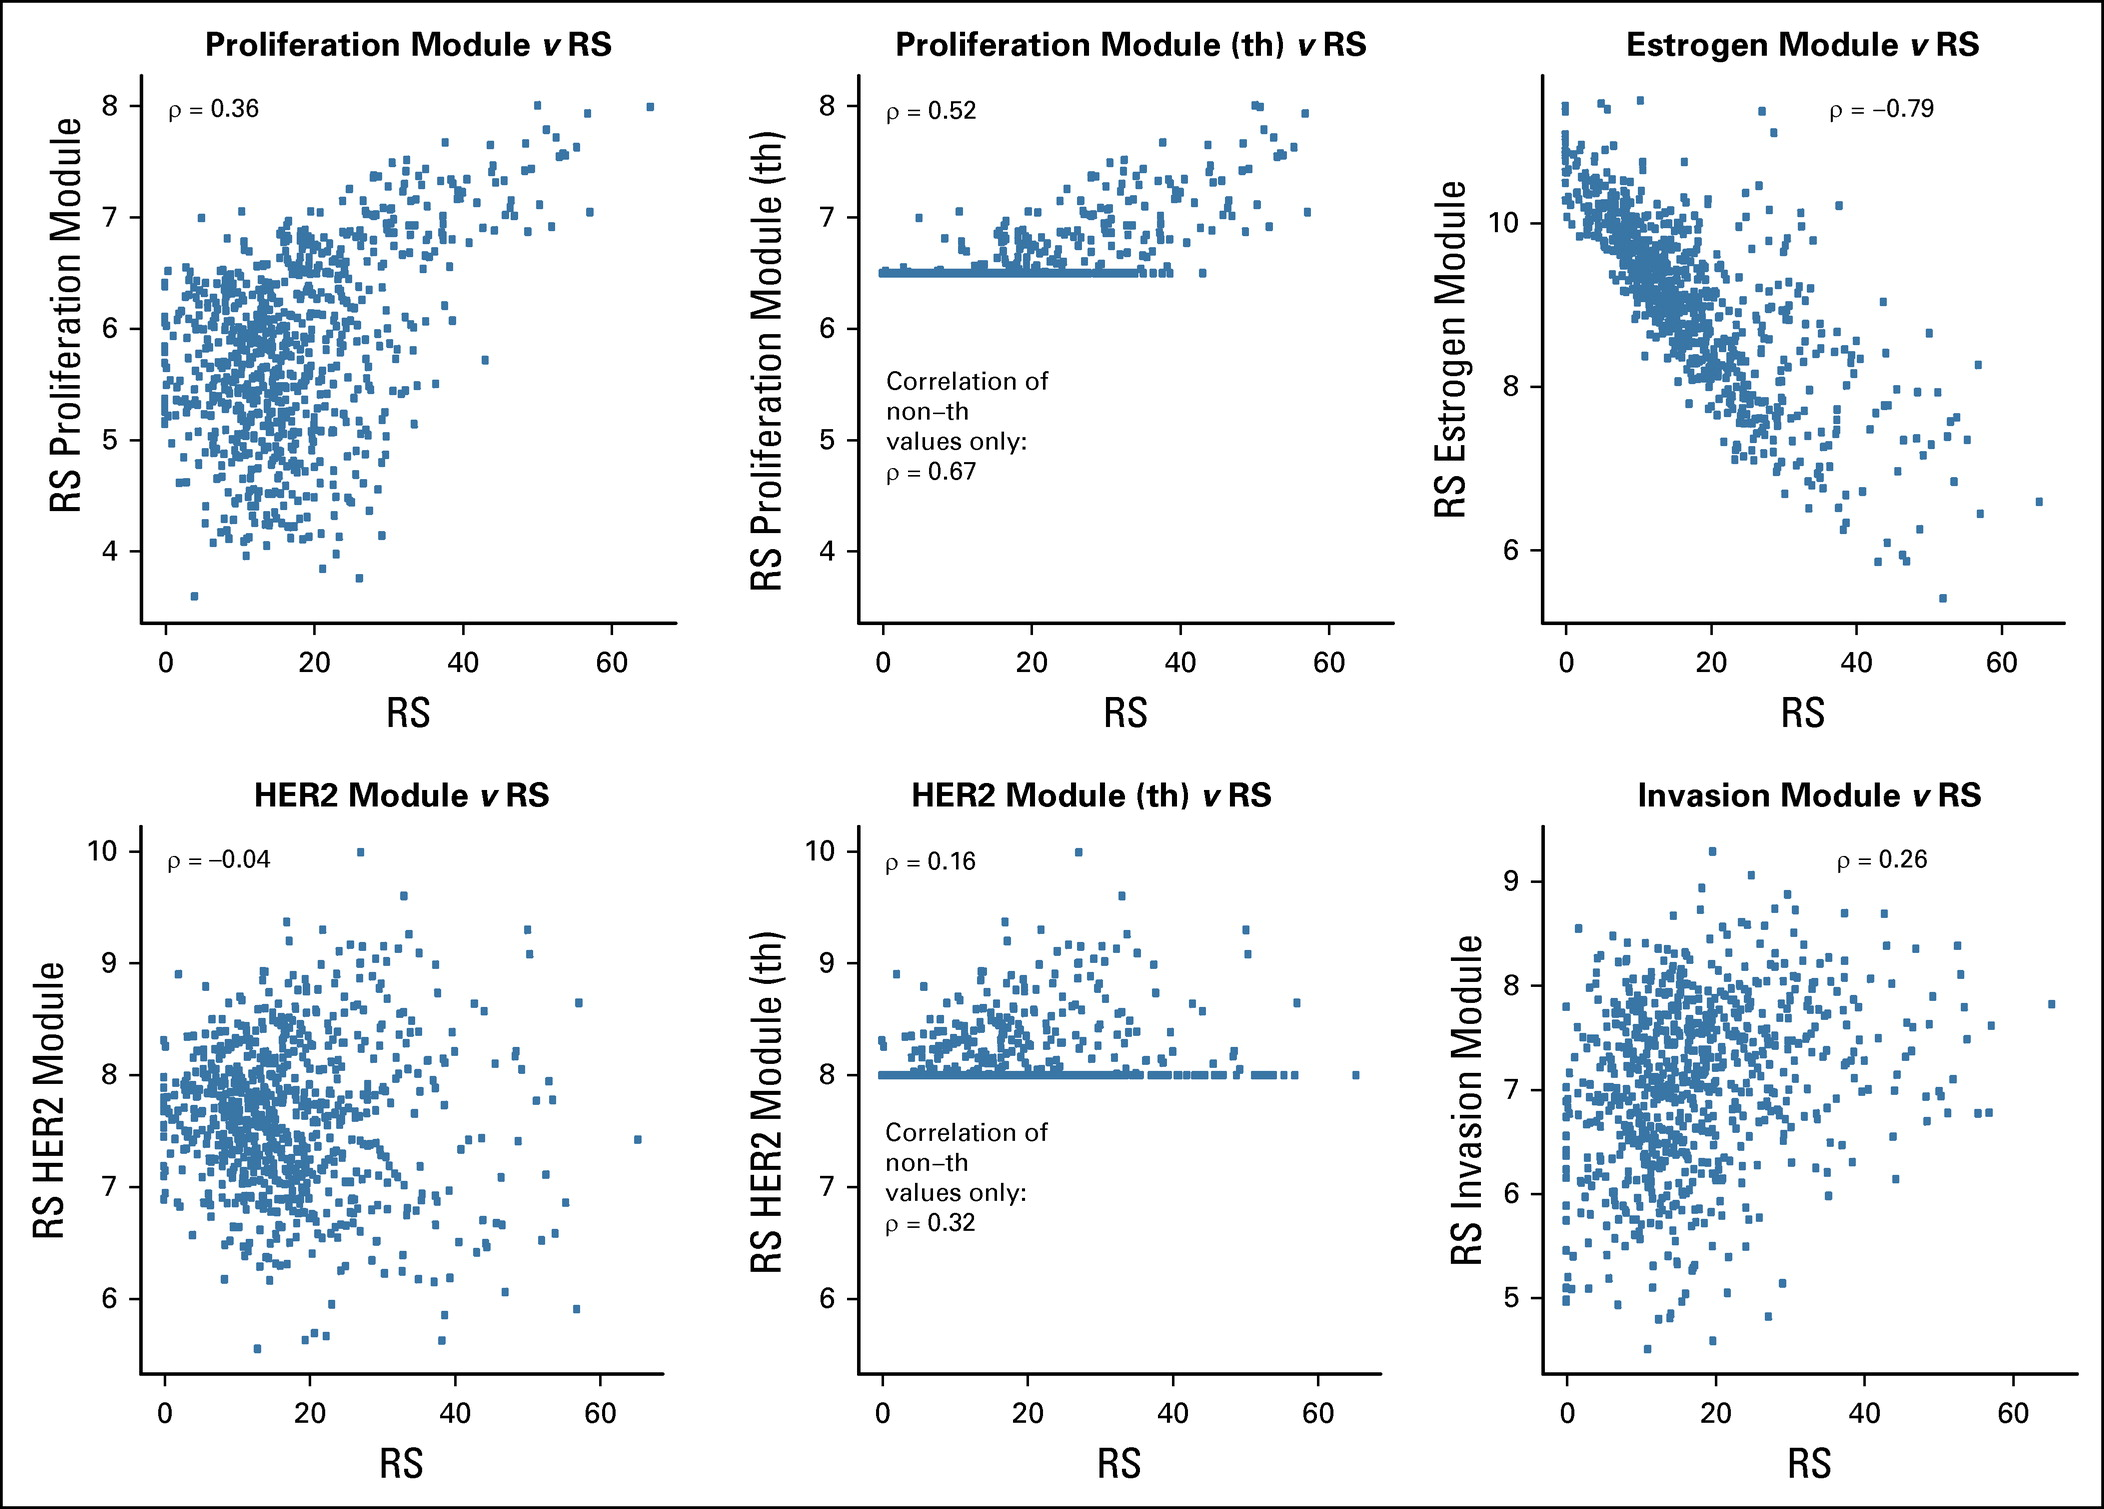 Proliferation Module v RS
ρ = 0.36
RS Proliferation Module
8
7
6
5
4
0 20 40 60
RS
Proliferation Module (th) v RS
ρ = 0.52
RS Proliferation Module (th)
8
7
6
5
4
Correlation of
non–th
values only:
ρ = 0.67
0 20 40 60
RS
Estrogen Module v RS
ρ = –0.79
RS Estrogen Module
10
8
6
0 20 40 60
RS
HER2 Module v RS
ρ = –0.04
RS HER2 Module
10
9
8
7
6
0 20 40 60
RS
HER2 Module (th) v RS
ρ = 0.16
RS HER2 Module (th)
10
9
8
7
6
Correlation of
non–th
values only:
ρ = 0.32
0 20 40 60
RS
Invasion Module v RS
ρ = 0.26
RS Invasion Module
9
8
7
6
5
0 20 40 60
RS